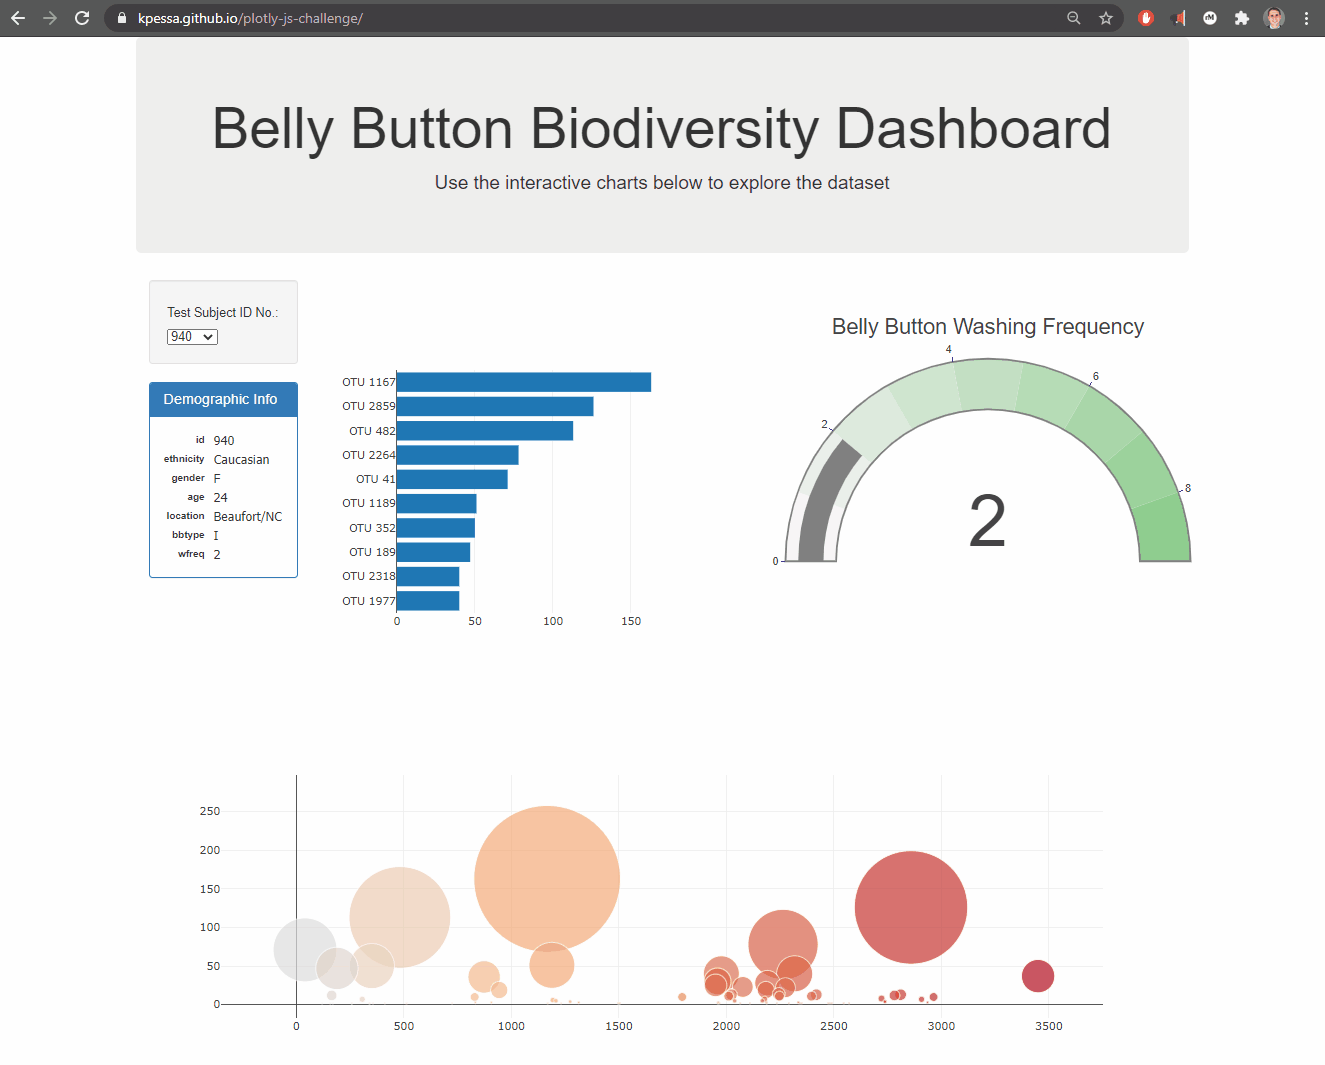 kpessa.github.io/plotly-js-challenge/
Belly Button Biodiversity Dashboard
Use the interactive charts below to explore the dataset
Test Subject ID No.:
940
Demographic Info
id 940
ethnicity Caucasian
gender F
age 24
location Beaufort/NC
bbtype I
wfreq 2
OTU 1167
OTU 2859
OTU 482
OTU 2264
OTU 41
OTU 1189
OTU 352
OTU 189
OTU 2318
OTU 1977
0 50 100 150
Belly Button Washing Frequency
0
2
4
6
8
2
250
200
150
100
50
0
0 500 1000 1500 2000 2500 3000 3500